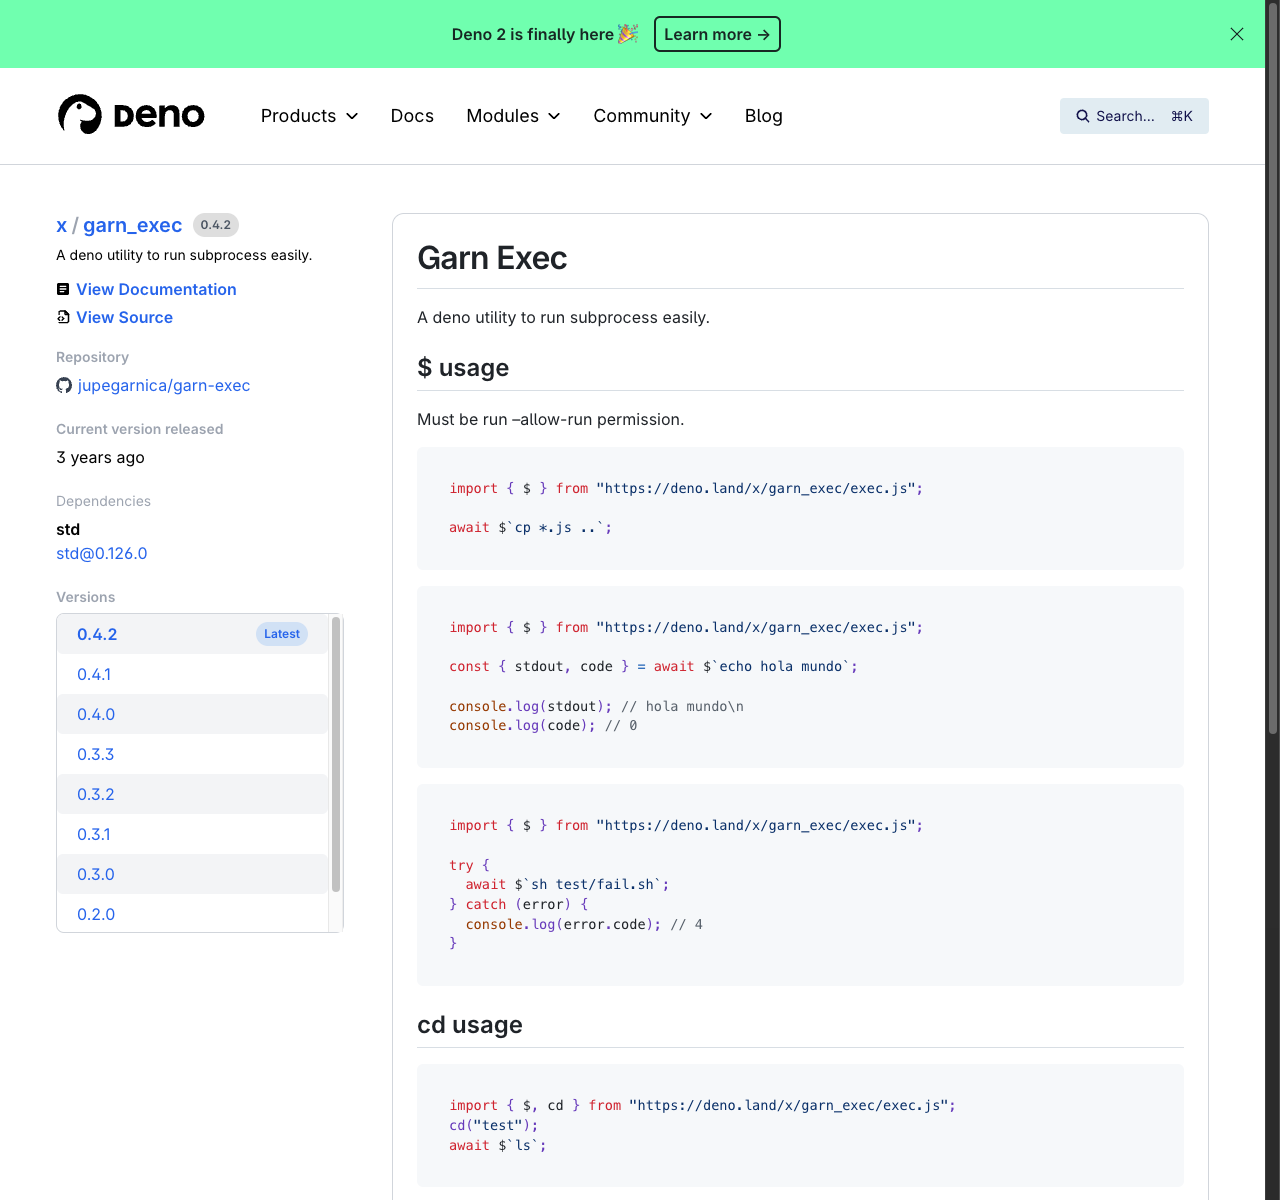 Deno 2 is finally here 🎉 Learn more →
Deno Products Docs Modules Community Blog Search... ⌘K
x / garn_exec 0.4.2
A deno utility to run subprocess easily.
View Documentation
View Source
Repository
jupegarnica/garn-exec
Current version released
3 years ago
Dependencies
std
std@0.126.0
Versions
0.4.2 Latest
0.4.1
0.4.0
0.3.3
0.3.2
0.3.1
0.3.0
0.2.0
Garn Exec
A deno utility to run subprocess easily.
$ usage
Must be run –allow-run permission.
import { $ } from "https://deno.land/x/garn_exec/exec.js";
await $`cp *.js ..`;
import { $ } from "https://deno.land/x/garn_exec/exec.js";
const { stdout, code } = await $`echo hola mundo`;
console.log(stdout); // hola mundo\n
console.log(code); // 0
import { $ } from "https://deno.land/x/garn_exec/exec.js";
try {
  await $`sh test/fail.sh`;
} catch (error) {
  console.log(error.code); // 4
}
cd usage
import { $, cd } from "https://deno.land/x/garn_exec/exec.js";
cd("test");
await $`ls`;